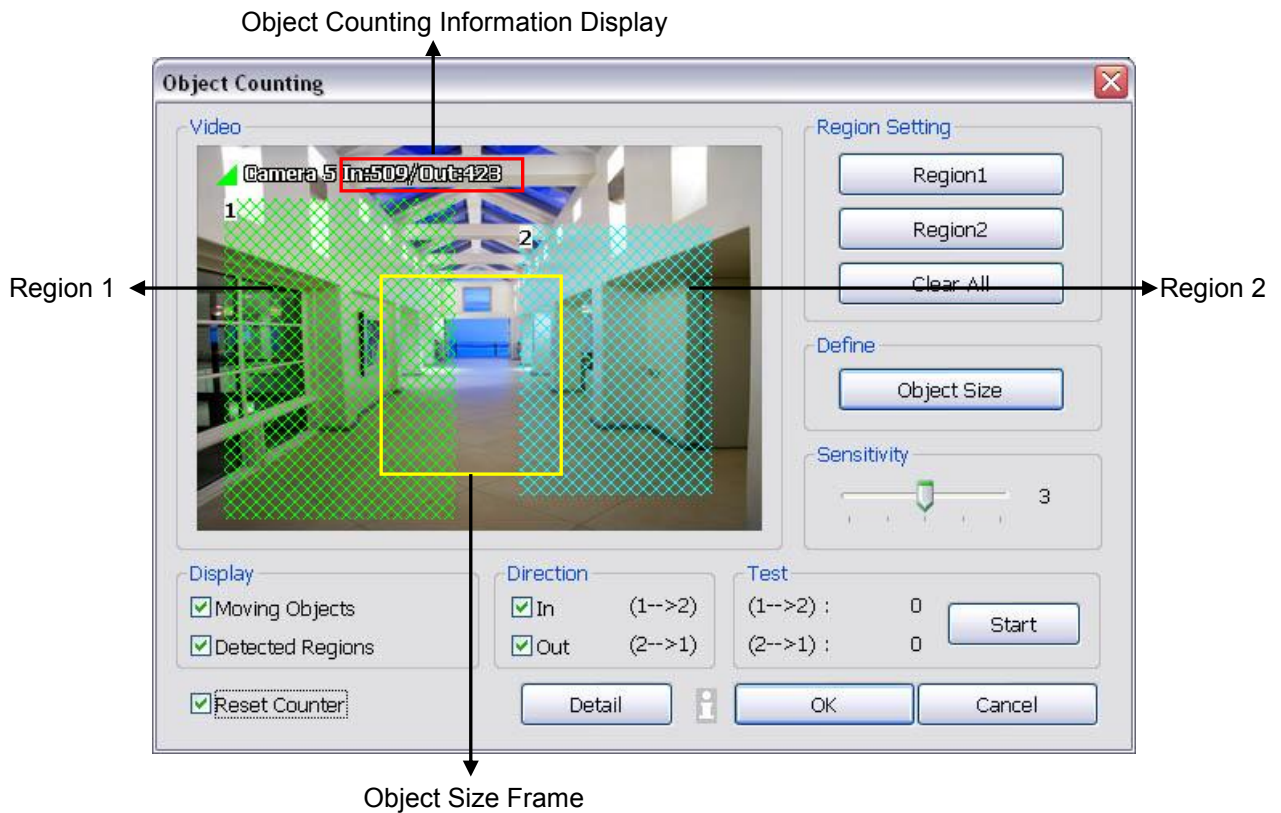 Object Counting Information Display
Object Counting
Video
Region Setting
Camera 5 In:509/Out:428
Region1
1
Region2
2
Region 1
Clear All
Region 2
Define
Object Size
Sensitivity
3
Display
Direction
Test
Moving Objects
In (1-->2)
(1-->2) : 0
Start
Detected Regions
Out (2-->1)
(2-->1) : 0
Reset Counter
Detail
OK
Cancel
Object Size Frame